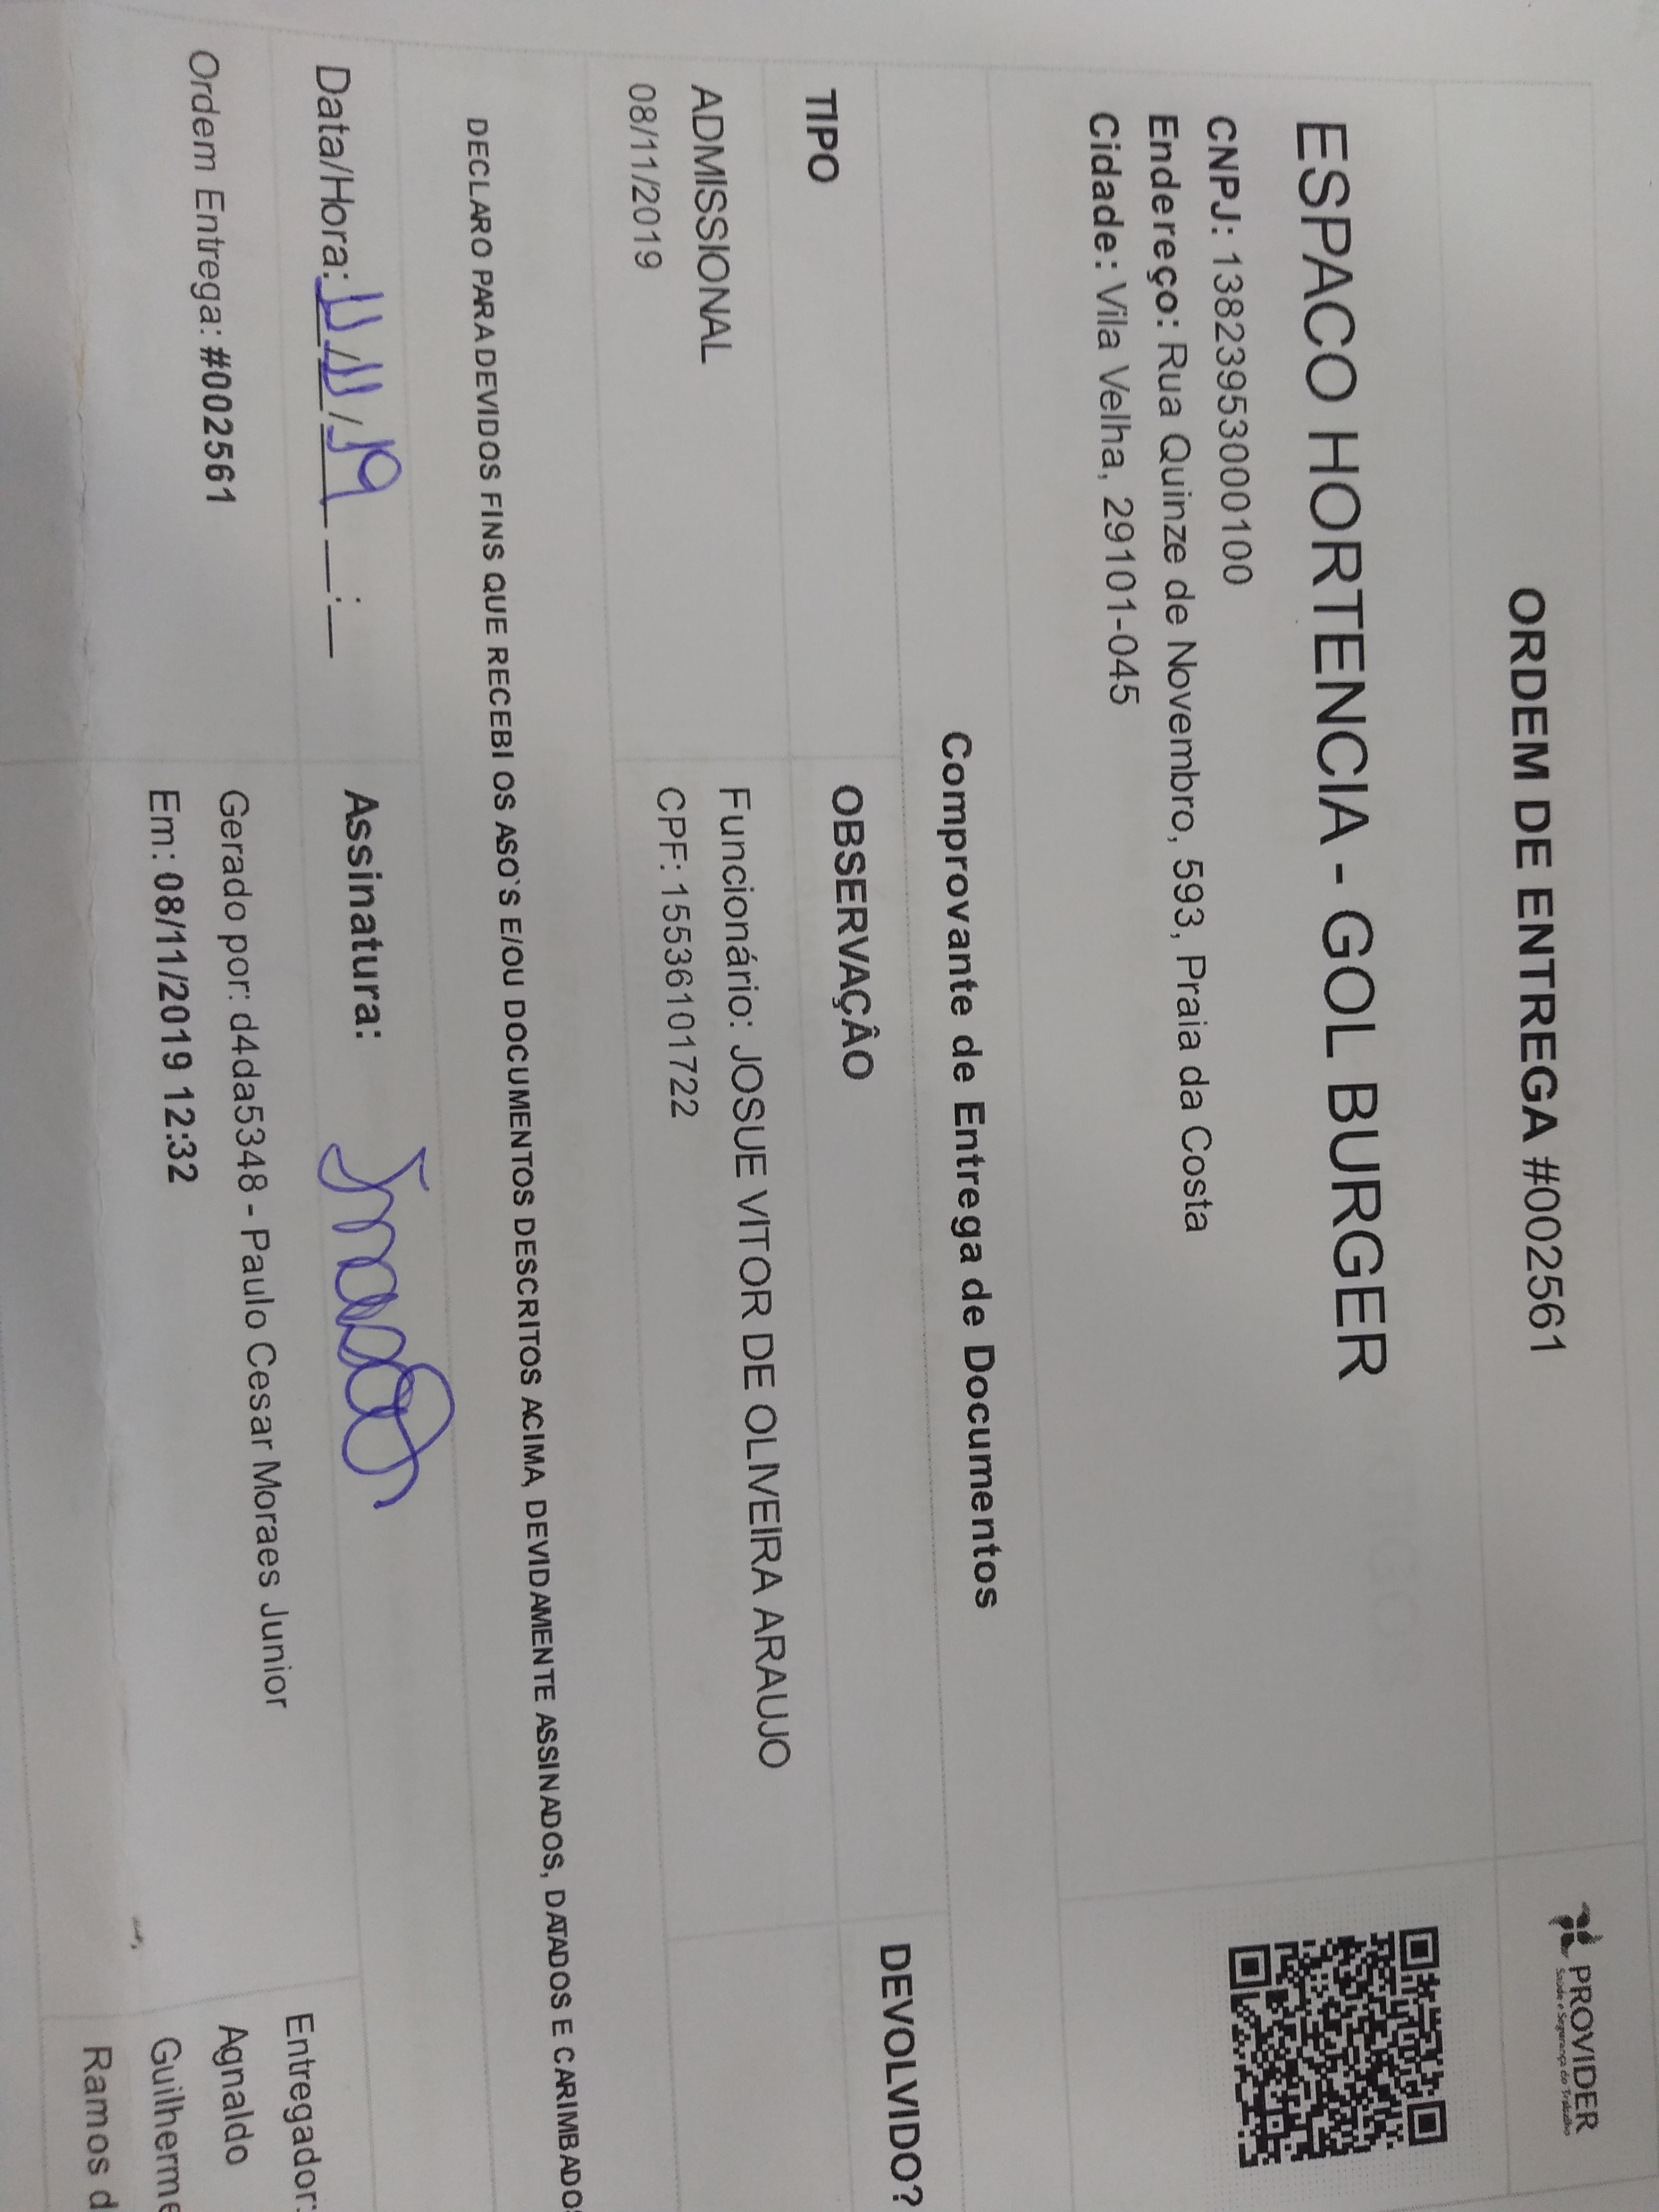 ORDEM DE ENTREGA #002561
PROVIDER
Saúde e Segurança do Trabalho
ESPACO HORTENCIA - GOL BURGER
CNPJ: 13823953000100
Endereço: Rua Quinze de Novembro, 593, Praia da Costa
Cidade: Vila Velha, 29101-045
Comprovante de Entrega de Documentos
TIPO
OBSERVAÇÂO
DEVOLVIDO?
ADMISSIONAL
08/11/2019
Funcionário: JOSUE VITOR DE OLIVEIRA ARAUJO
CPF: 15536101722
DECLARO PARA DEVIDOS FINS QUE RECEBI OS ASO`S E/OU DOCUMENTOS DESCRITOS ACIMA, DEVIDAMENTE ASSINADOS, DATADOS E CARIMBADOS
Data/Hora: 11/11/19 __:__
Assinatura:
Entregador:
Agnaldo
Guilherme
Ramos d
Ordem Entrega: #002561
Gerado por: d4da5348 - Paulo Cesar Moraes Junior
Em: 08/11/2019 12:32